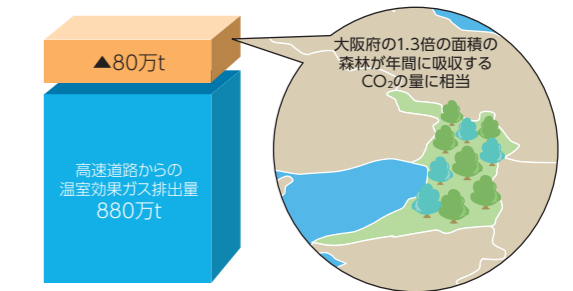 ▲80万t
大阪府の1.3倍の面積の
森林が年間に吸収する
CO₂の量に相当
高速道路からの
温室効果ガス排出量
880万t